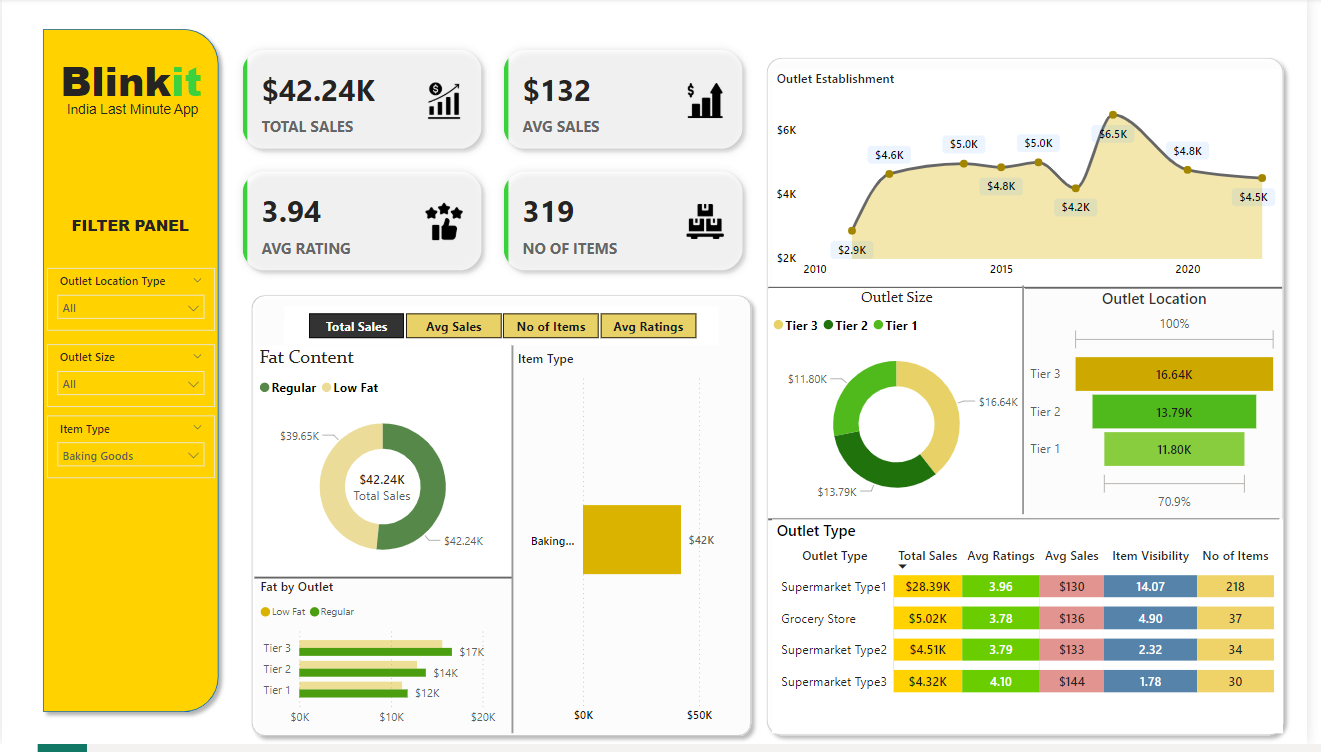 Blinkit
India Last Minute App
FILTER PANEL
Outlet Location Type
All
Outlet Size
All
Item Type
Baking Goods
$42.24K
TOTAL SALES
$132
AVG SALES
3.94
AVG RATING
319
NO OF ITEMS
Total Sales
Avg Sales
No of Items
Avg Ratings
Fat Content
Regular
Low Fat
$39.65K
$42.24K
Total Sales
$42.24K
Fat by Outlet
Low Fat
Regular
Tier 3
$17K
Tier 2
$14K
Tier 1
$12K
$0K
$10K
$20K
Item Type
Baking...
$42K
$0K
$50K
Outlet Establishment
$6K
$4K
$2K
$2.9K
$4.6K
$5.0K
$4.8K
$5.0K
$4.2K
$6.5K
$4.8K
$4.5K
2010
2015
2020
Outlet Size
Tier 3
Tier 2
Tier 1
$11.80K
$16.64K
$13.79K
Outlet Location
100%
Tier 3
16.64K
Tier 2
13.79K
Tier 1
11.80K
70.9%
Outlet Type
Outlet Type Total Sales Avg Ratings Avg Sales Item Visibility No of Items
Supermarket Type1 $28.39K 3.96 $130 14.07 218
Grocery Store $5.02K 3.78 $136 4.90 37
Supermarket Type2 $4.51K 3.79 $133 2.32 34
Supermarket Type3 $4.32K 4.10 $144 1.78 30